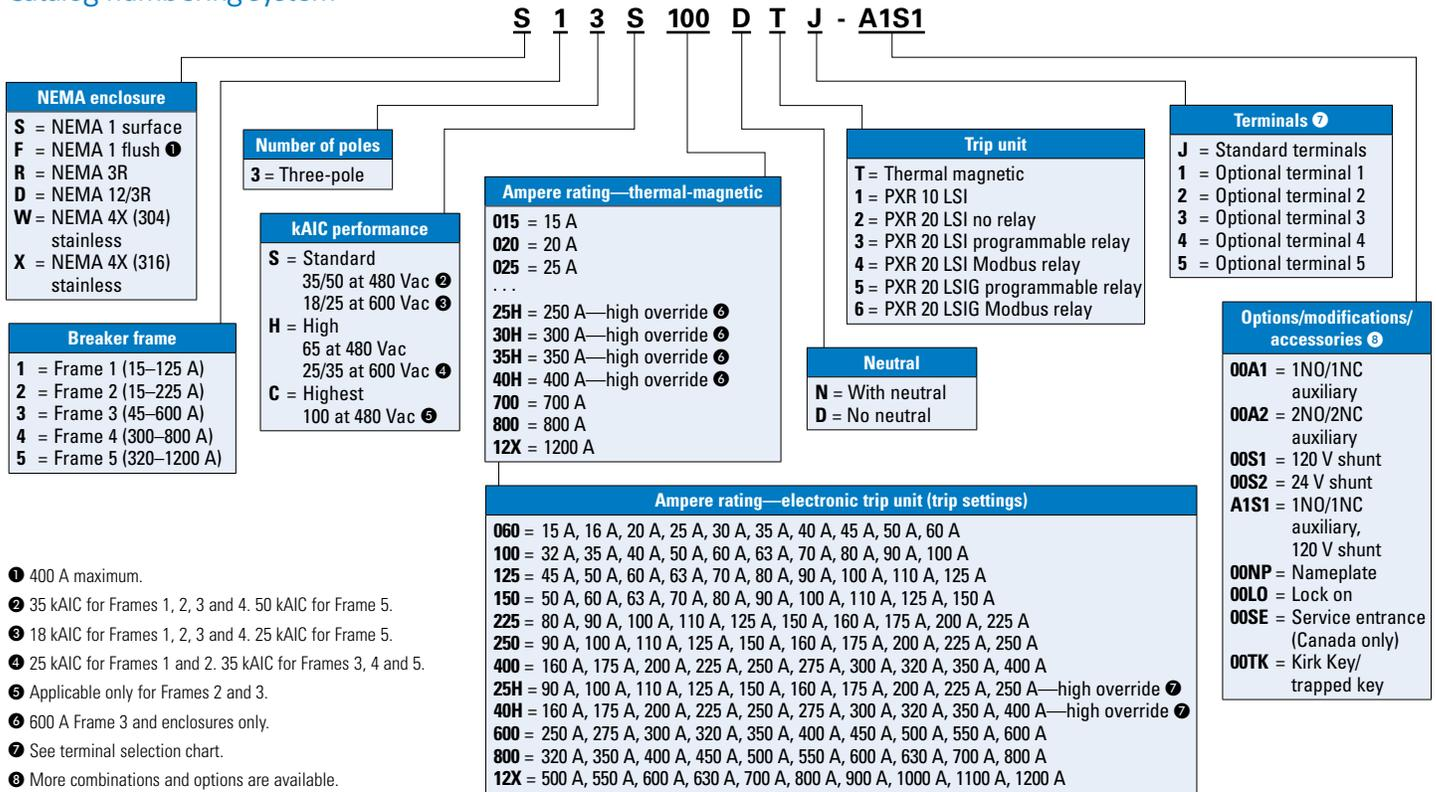 S 1 3 S 100 D T J - A1S1
NEMA enclosure
S = NEMA 1 surface
F = NEMA 1 flush ❶
R = NEMA 3R
D = NEMA 12/3R
W = NEMA 4X (304)
stainless
X = NEMA 4X (316)
stainless
Breaker frame
1 = Frame 1 (15–125 A)
2 = Frame 2 (15–225 A)
3 = Frame 3 (45–600 A)
4 = Frame 4 (300–800 A)
5 = Frame 5 (320–1200 A)
Number of poles
3 = Three-pole
kAIC performance
S = Standard
35/50 at 480 Vac ❷
18/25 at 600 Vac ❸
H = High
65 at 480 Vac
25/35 at 600 Vac ❹
C = Highest
100 at 480 Vac ❺
Ampere rating—thermal-magnetic
015 = 15 A
020 = 20 A
025 = 25 A
. . .
25H = 250 A—high override ❻
30H = 300 A—high override ❻
35H = 350 A—high override ❻
40H = 400 A—high override ❻
700 = 700 A
800 = 800 A
12X = 1200 A
Ampere rating—electronic trip unit (trip settings)
060 = 15 A, 16 A, 20 A, 25 A, 30 A, 35 A, 40 A, 45 A, 50 A, 60 A
100 = 32 A, 35 A, 40 A, 50 A, 60 A, 63 A, 70 A, 80 A, 90 A, 100 A
125 = 45 A, 50 A, 60 A, 63 A, 70 A, 80 A, 90 A, 100 A, 110 A, 125 A
150 = 50 A, 60 A, 63 A, 70 A, 80 A, 90 A, 100 A, 110 A, 125 A, 150 A
225 = 80 A, 90 A, 100 A, 110 A, 125 A, 150 A, 160 A, 175 A, 200 A, 225 A
250 = 90 A, 100 A, 110 A, 125 A, 150 A, 160 A, 175 A, 200 A, 225 A, 250 A
400 = 160 A, 175 A, 200 A, 225 A, 250 A, 275 A, 300 A, 320 A, 350 A, 400 A
25H = 90 A, 100 A, 110 A, 125 A, 150 A, 160 A, 175 A, 200 A, 225 A, 250 A—high override ❼
40H = 160 A, 175 A, 200 A, 225 A, 250 A, 275 A, 300 A, 320 A, 350 A, 400 A—high override ❼
600 = 250 A, 275 A, 300 A, 320 A, 350 A, 400 A, 450 A, 500 A, 550 A, 600 A
800 = 320 A, 350 A, 400 A, 450 A, 500 A, 550 A, 600 A, 630 A, 700 A, 800 A
12X = 500 A, 550 A, 600 A, 630 A, 700 A, 800 A, 900 A, 1000 A, 1100 A, 1200 A
Neutral
N = With neutral
D = No neutral
Trip unit
T = Thermal magnetic
1 = PXR 10 LSI
2 = PXR 20 LSI no relay
3 = PXR 20 LSI programmable relay
4 = PXR 20 LSI Modbus relay
5 = PXR 20 LSIG programmable relay
6 = PXR 20 LSIG Modbus relay
Terminals ❼
J = Standard terminals
1 = Optional terminal 1
2 = Optional terminal 2
3 = Optional terminal 3
4 = Optional terminal 4
5 = Optional terminal 5
Options/modifications/
accessories ❽
00A1 = 1NO/1NC
auxiliary
00A2 = 2NO/2NC
auxiliary
00S1 = 120 V shunt
00S2 = 24 V shunt
A1S1 = 1NO/1NC
auxiliary,
120 V shunt
00NP = Nameplate
00LO = Lock on
00SE = Service entrance
(Canada only)
00TK = Kirk Key/
trapped key
❶ 400 A maximum.
❷ 35 kAIC for Frames 1, 2, 3 and 4. 50 kAIC for Frame 5.
❸ 18 kAIC for Frames 1, 2, 3 and 4. 25 kAIC for Frame 5.
❹ 25 kAIC for Frames 1 and 2. 35 kAIC for Frames 3, 4 and 5.
❺ Applicable only for Frames 2 and 3.
❻ 600 A Frame 3 and enclosures only.
❼ See terminal selection chart.
❽ More combinations and options are available.